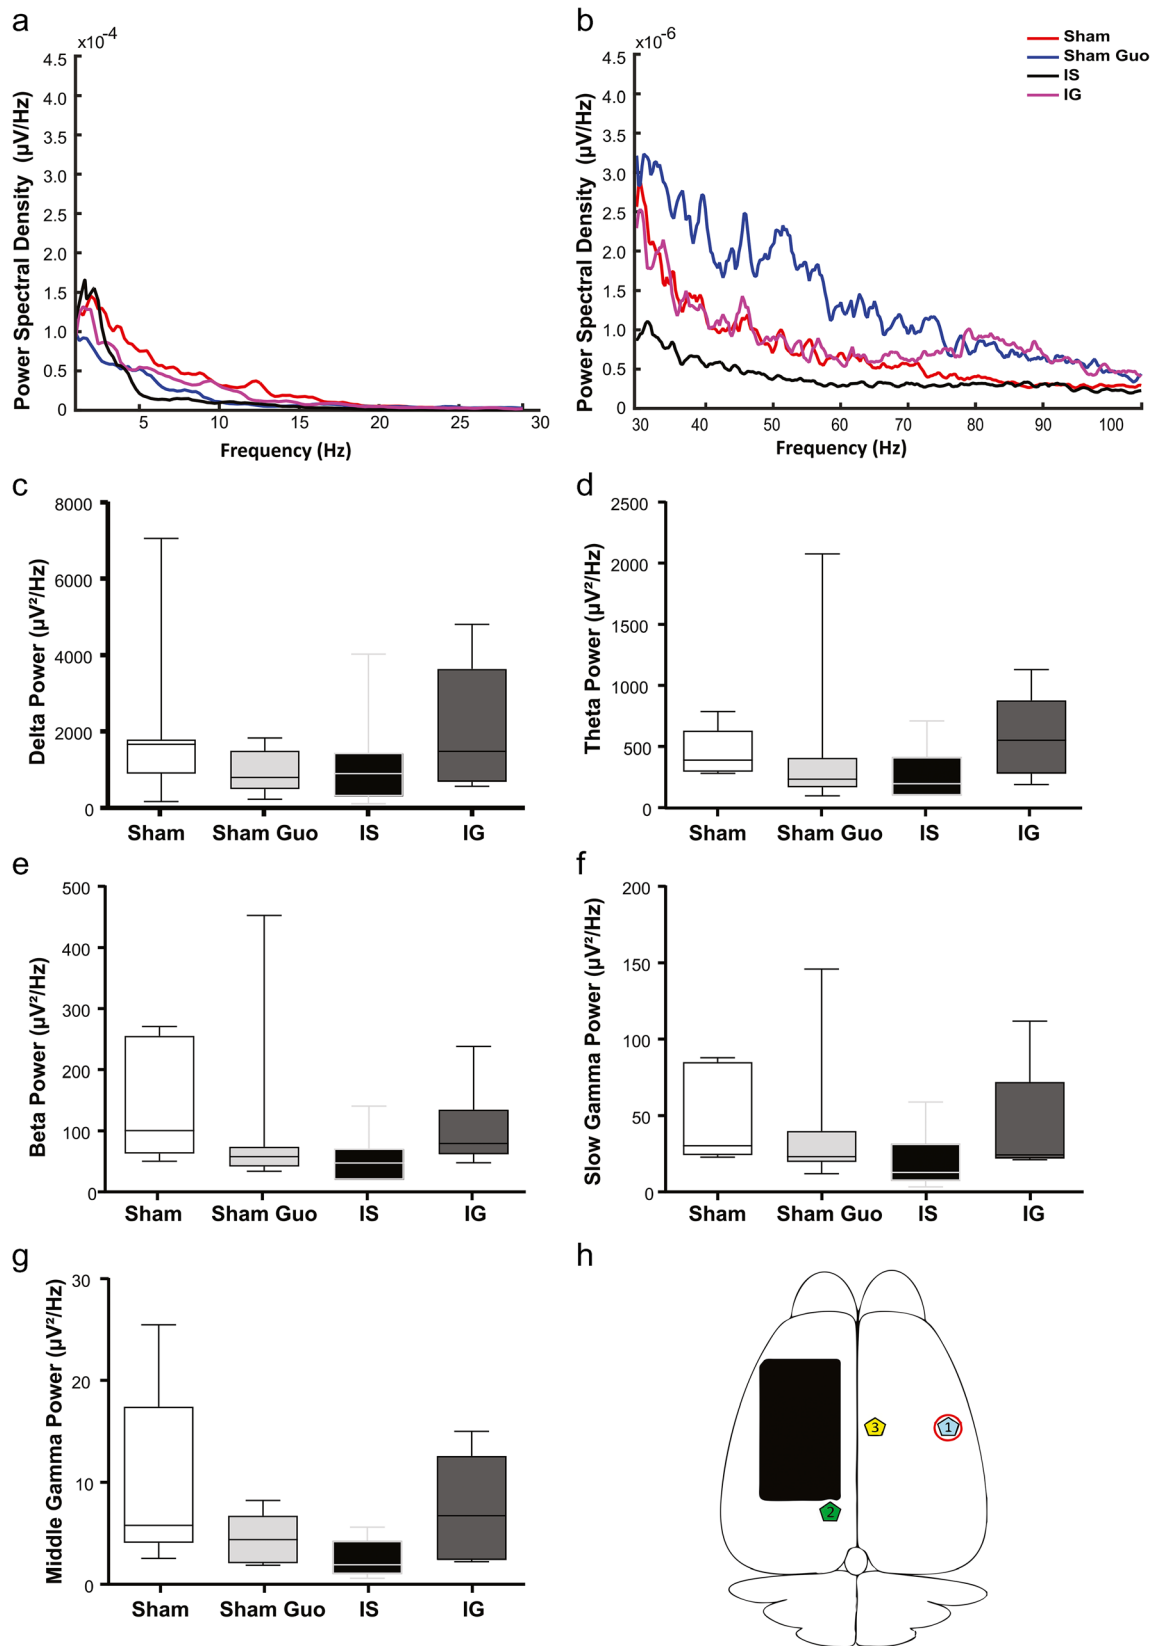 a
x10-4
4.5
4.0
3.5
3.0
2.5
2.0
1.5
1.0
0.5
0
5
10
15
20
25
30
Power Spectral Density (µV/Hz)
Frequency (Hz)
b
x10-6
4.5
4.0
3.5
3.0
2.5
2.0
1.5
1.0
0.5
0
30
40
50
60
70
80
90
100
Power Spectral Density (µV/Hz)
Frequency (Hz)
Sham
Sham Guo
IS
IG
c
8000
6000
4000
2000
0
Delta Power (µV²/Hz)
Sham
Sham Guo
IS
IG
d
2500
2000
1500
1000
500
0
Theta Power (µV²/Hz)
Sham
Sham Guo
IS
IG
e
500
400
300
200
100
0
Beta Power (µV²/Hz)
Sham
Sham Guo
IS
IG
f
200
150
100
50
0
Slow Gamma Power (µV²/Hz)
Sham
Sham Guo
IS
IG
g
30
20
10
0
Middle Gamma Power (µV²/Hz)
Sham
Sham Guo
IS
IG
h
3
1
2